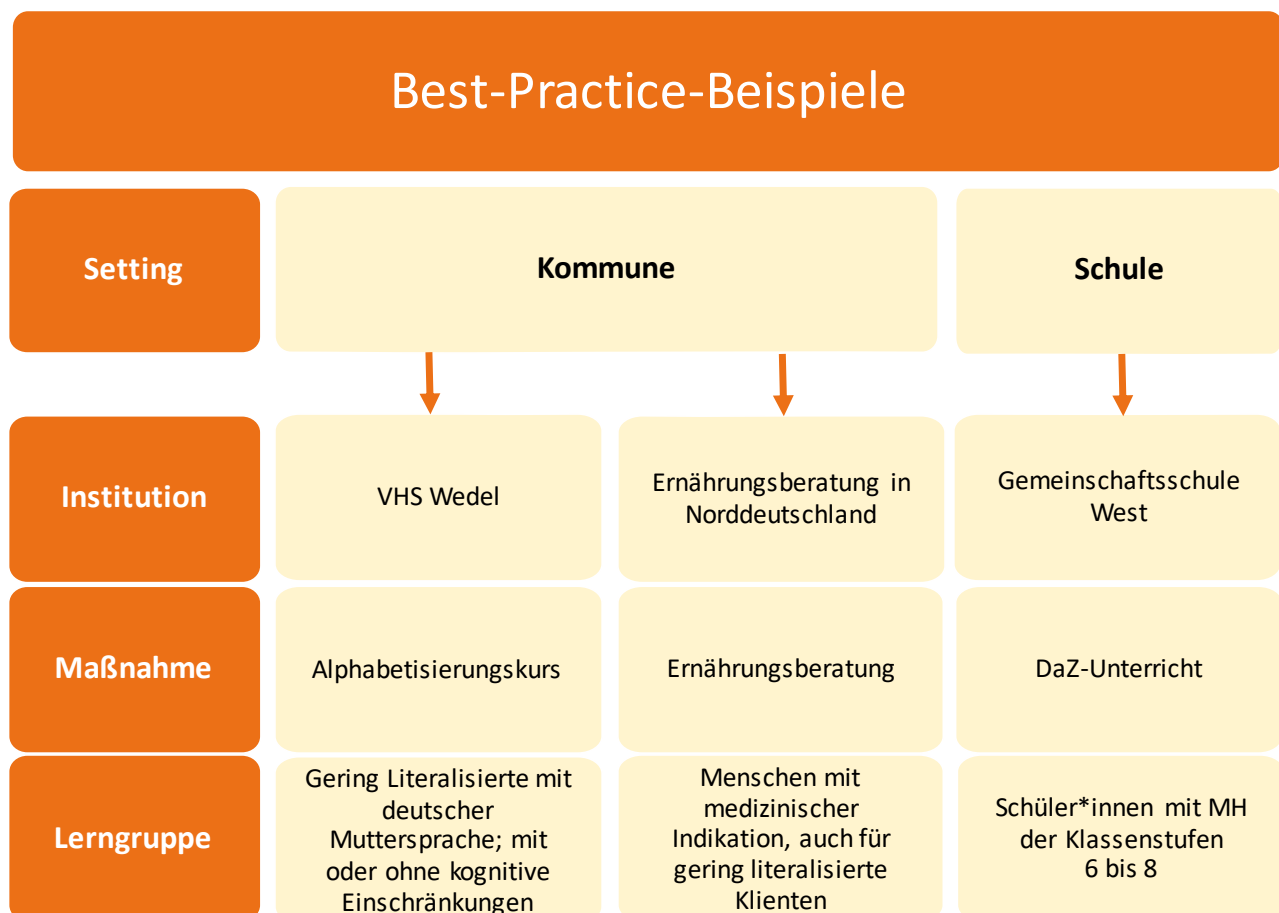 Best-Practice-Beispiele
Setting
Kommune
Schule
Institution
VHS Wedel
Ernährungsberatung in
Norddeutschland
Gemeinschaftsschule
West
Maßnahme
Alphabetisierungskurs
Ernährungsberatung
DaZ-Unterricht
Lerngruppe
Gering Literalisierte mit
deutscher
Muttersprache; mit
oder ohne kognitive
Einschränkungen
Menschen mit
medizinischer
Indikation, auch für
gering literalisierte
Klienten
Schüler*innen mit MH
der Klassenstufen
6 bis 8